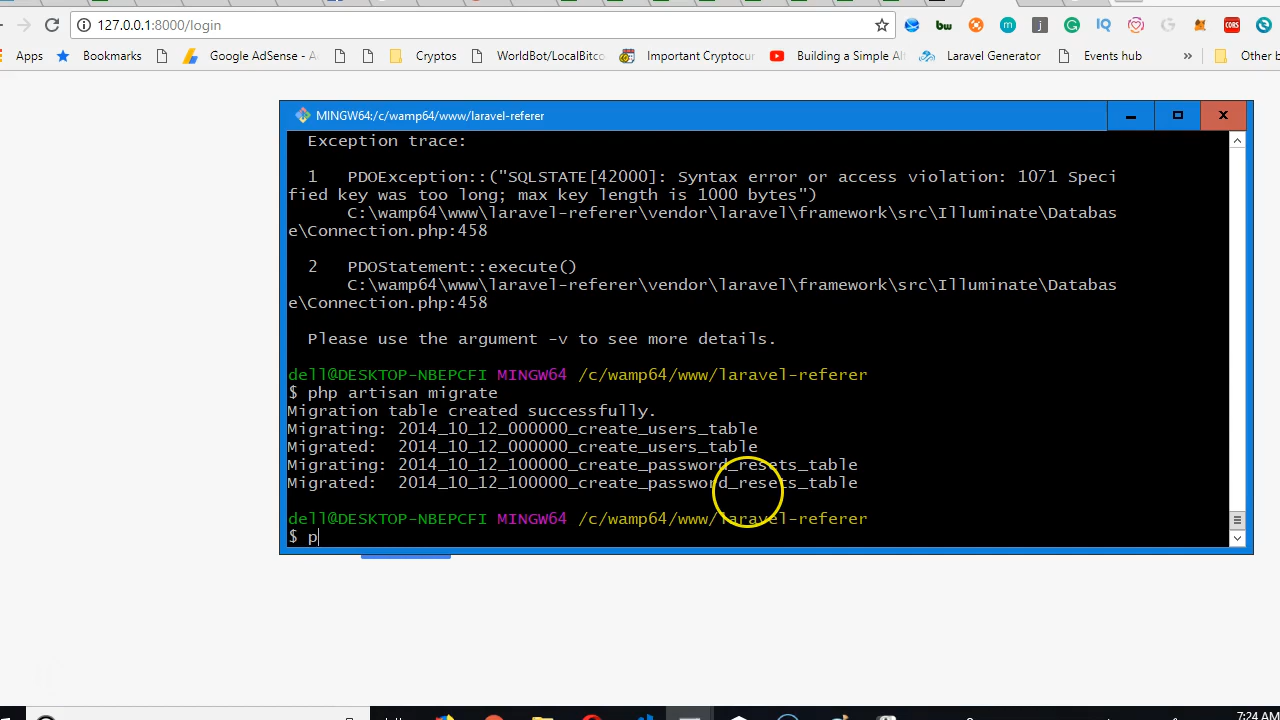 127.0.0.1:8000/login
bw
j
IQ
G
CORS
Apps
Bookmarks
Google AdSense - A
Cryptos
WorldBot/LocalBitco
Important Cryptocur
Building a Simple
Laravel Generator
Events hub
»
Other b
MINGW64:/c/wamp64/www/laravel-referer
Exception trace:
1 PDOException::("SQLSTATE[42000]: Syntax error or access violation: 1071 Speci
fied key was too long; max key length is 1000 bytes")
C:\wamp64\www\laravel-referer\vendor\laravel\framework\src\Illuminate\Databas
e\Connection.php:458
2 PDOStatement::execute()
C:\wamp64\www\laravel-referer\vendor\laravel\framework\src\Illuminate\Databas
e\Connection.php:458
Please use the argument -v to see more details.
dell@DESKTOP-NBEPCFI MINGW64 /c/wamp64/www/laravel-referer
$ php artisan migrate
Migration table created successfully.
Migrating: 2014_10_12_000000_create_users_table
Migrated: 2014_10_12_000000_create_users_table
Migrating: 2014_10_12_100000_create_password_resets_table
Migrated: 2014_10_12_100000_create_password_resets_table
dell@DESKTOP-NBEPCFI MINGW64 /c/wamp64/www/laravel-referer
$ p
7:24 AM